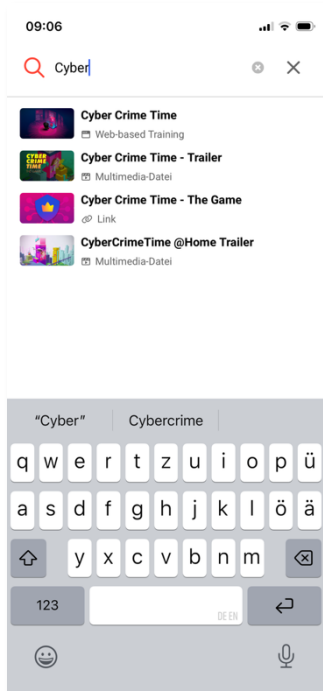 09:06
Cyber
Cyber Crime Time
Web-based Training
CYBER
CRIME
TIME
Cyber Crime Time - Trailer
Multimedia-Datei
Cyber Crime Time - The Game
Link
CyberCrimeTime @Home Trailer
Multimedia-Datei
"Cyber" Cybercrime
q w e r t z u i o p ü
a s d f g h j k l ö ä
y x c v b n m
123
DE EN